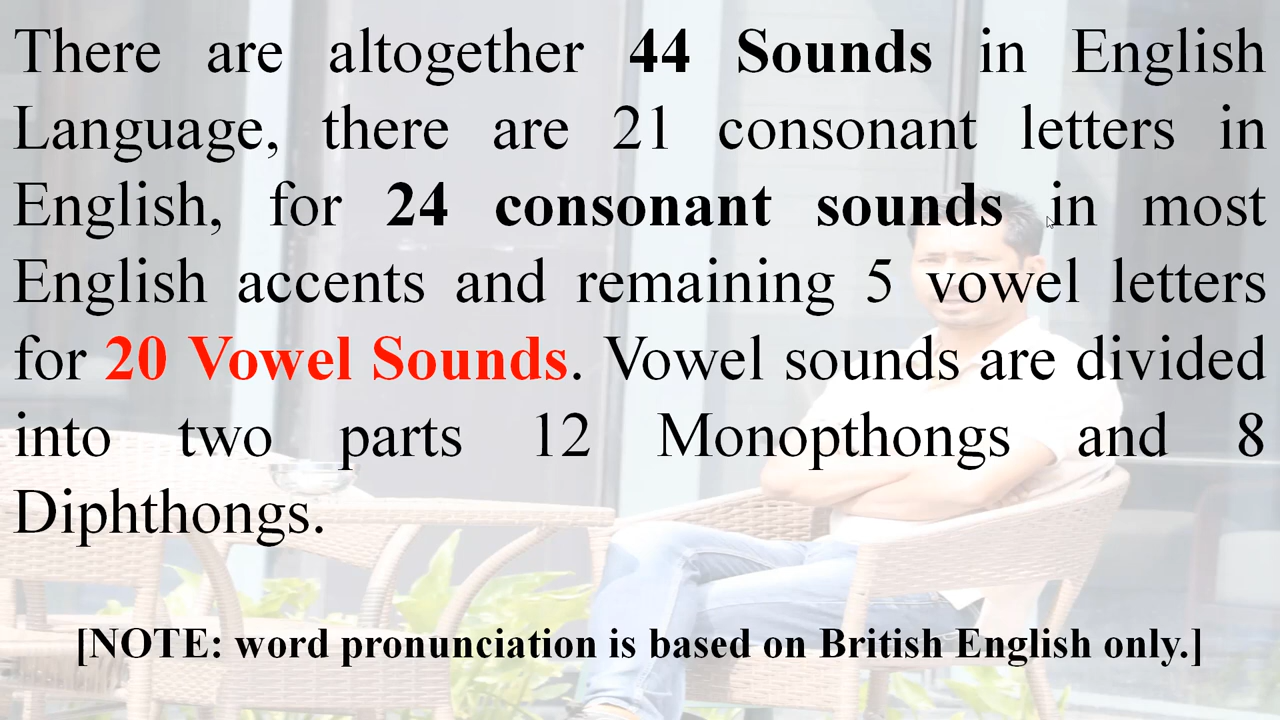 There are altogether 44 Sounds in English
Language, there are 21 consonant letters in
English, for 24 consonant sounds in most
English accents and remaining 5 vowel letters
for 20 Vowel Sounds. Vowel sounds are divided
into two parts 12 Monopthongs and 8
Diphthongs.
[NOTE: word pronunciation is based on British English only.]